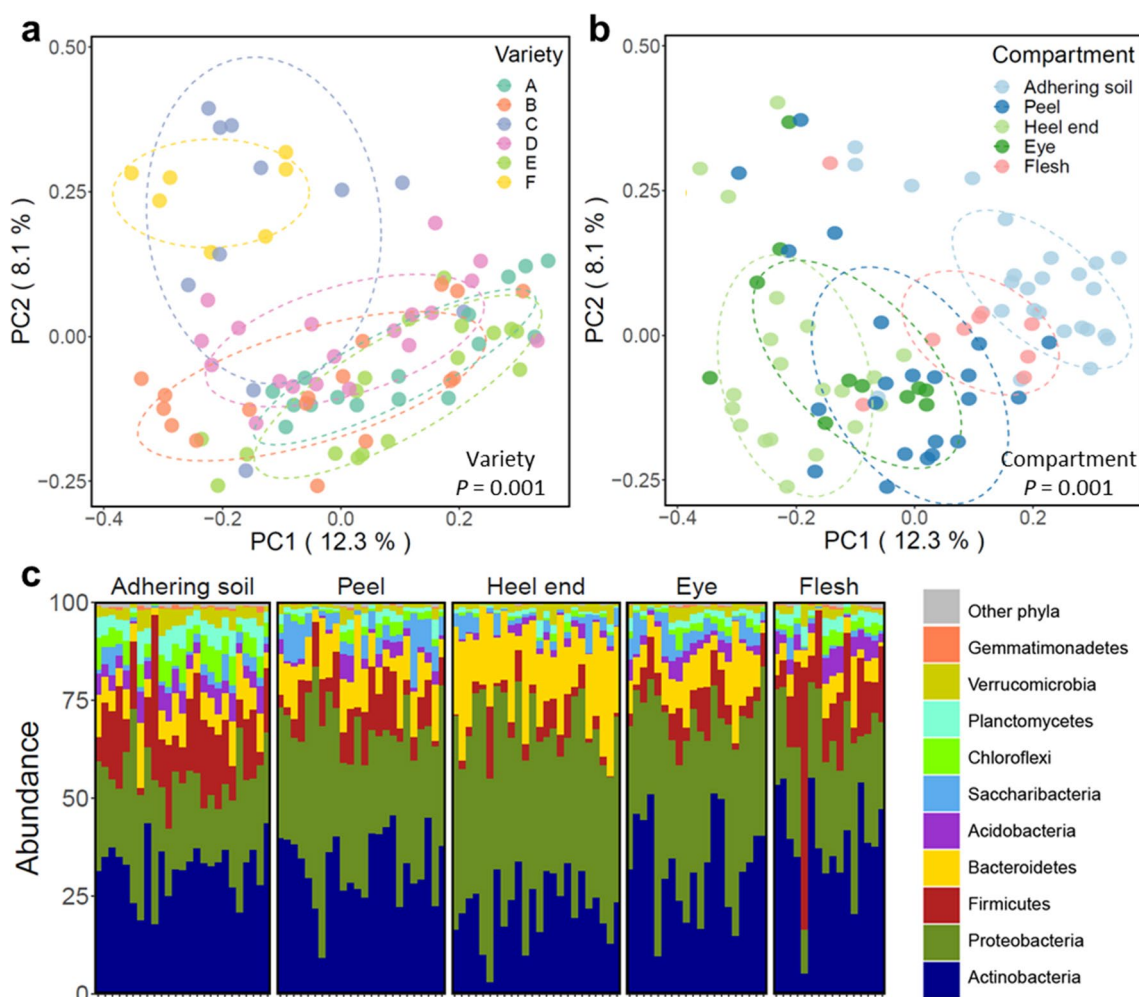 a
Variety
A
B
C
D
E
F
0.50
0.25
0.00
−0.25
PC2 ( 8.1 % )
Variety
P = 0.001
−0.4
−0.2
0.0
0.2
PC1 ( 12.3 % )
b
Compartment
Adhering soil
Peel
Heel end
Eye
Flesh
0.50
0.25
0.00
−0.25
PC2 ( 8.1 % )
Compartment
P = 0.001
−0.4
−0.2
0.0
0.2
PC1 ( 12.3 % )
c
Adhering soil
Peel
Heel end
Eye
Flesh
100
75
50
25
0
Abundance
Other phyla
Gemmatimonadetes
Verrucomicrobia
Planctomycetes
Chloroflexi
Saccharibacteria
Acidobacteria
Bacteroidetes
Firmicutes
Proteobacteria
Actinobacteria